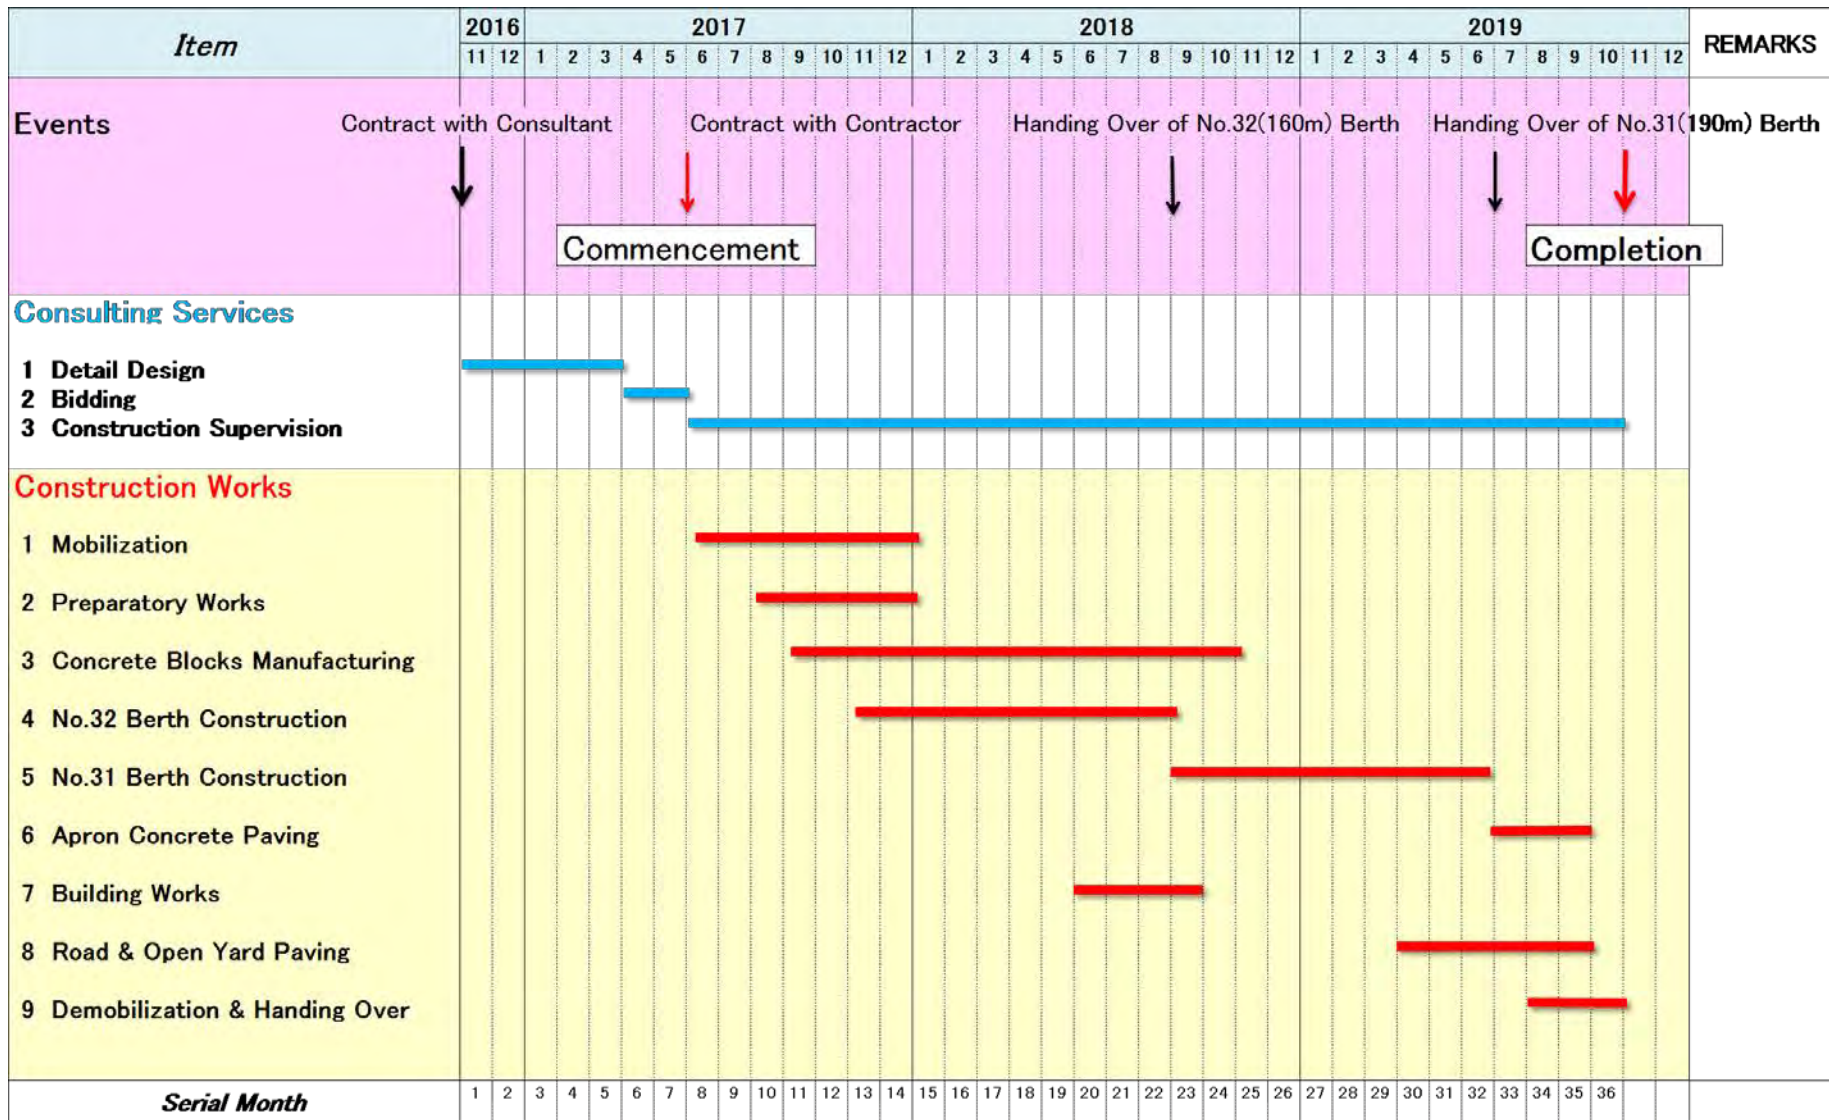 Item 2016 2017 2018 2019 REMARKS
11 12 1 2 3 4 5 6 7 8 9 10 11 12 1 2 3 4 5 6 7 8 9 10 11 12 1 2 3 4 5 6 7 8 9 10 11 12
Events Contract with Consultant Contract with Contractor Handing Over of No.32(160m) Berth Handing Over of No.31(190m) Berth
Commencement Completion
Consulting Services
1 Detail Design
2 Bidding
3 Construction Supervision
Construction Works
1 Mobilization
2 Preparatory Works
3 Concrete Blocks Manufacturing
4 No.32 Berth Construction
5 No.31 Berth Construction
6 Apron Concrete Paving
7 Building Works
8 Road & Open Yard Paving
9 Demobilization & Handing Over
Serial Month 1 2 3 4 5 6 7 8 9 10 11 12 13 14 15 16 17 18 19 20 21 22 23 24 25 26 27 28 29 30 31 32 33 34 35 36